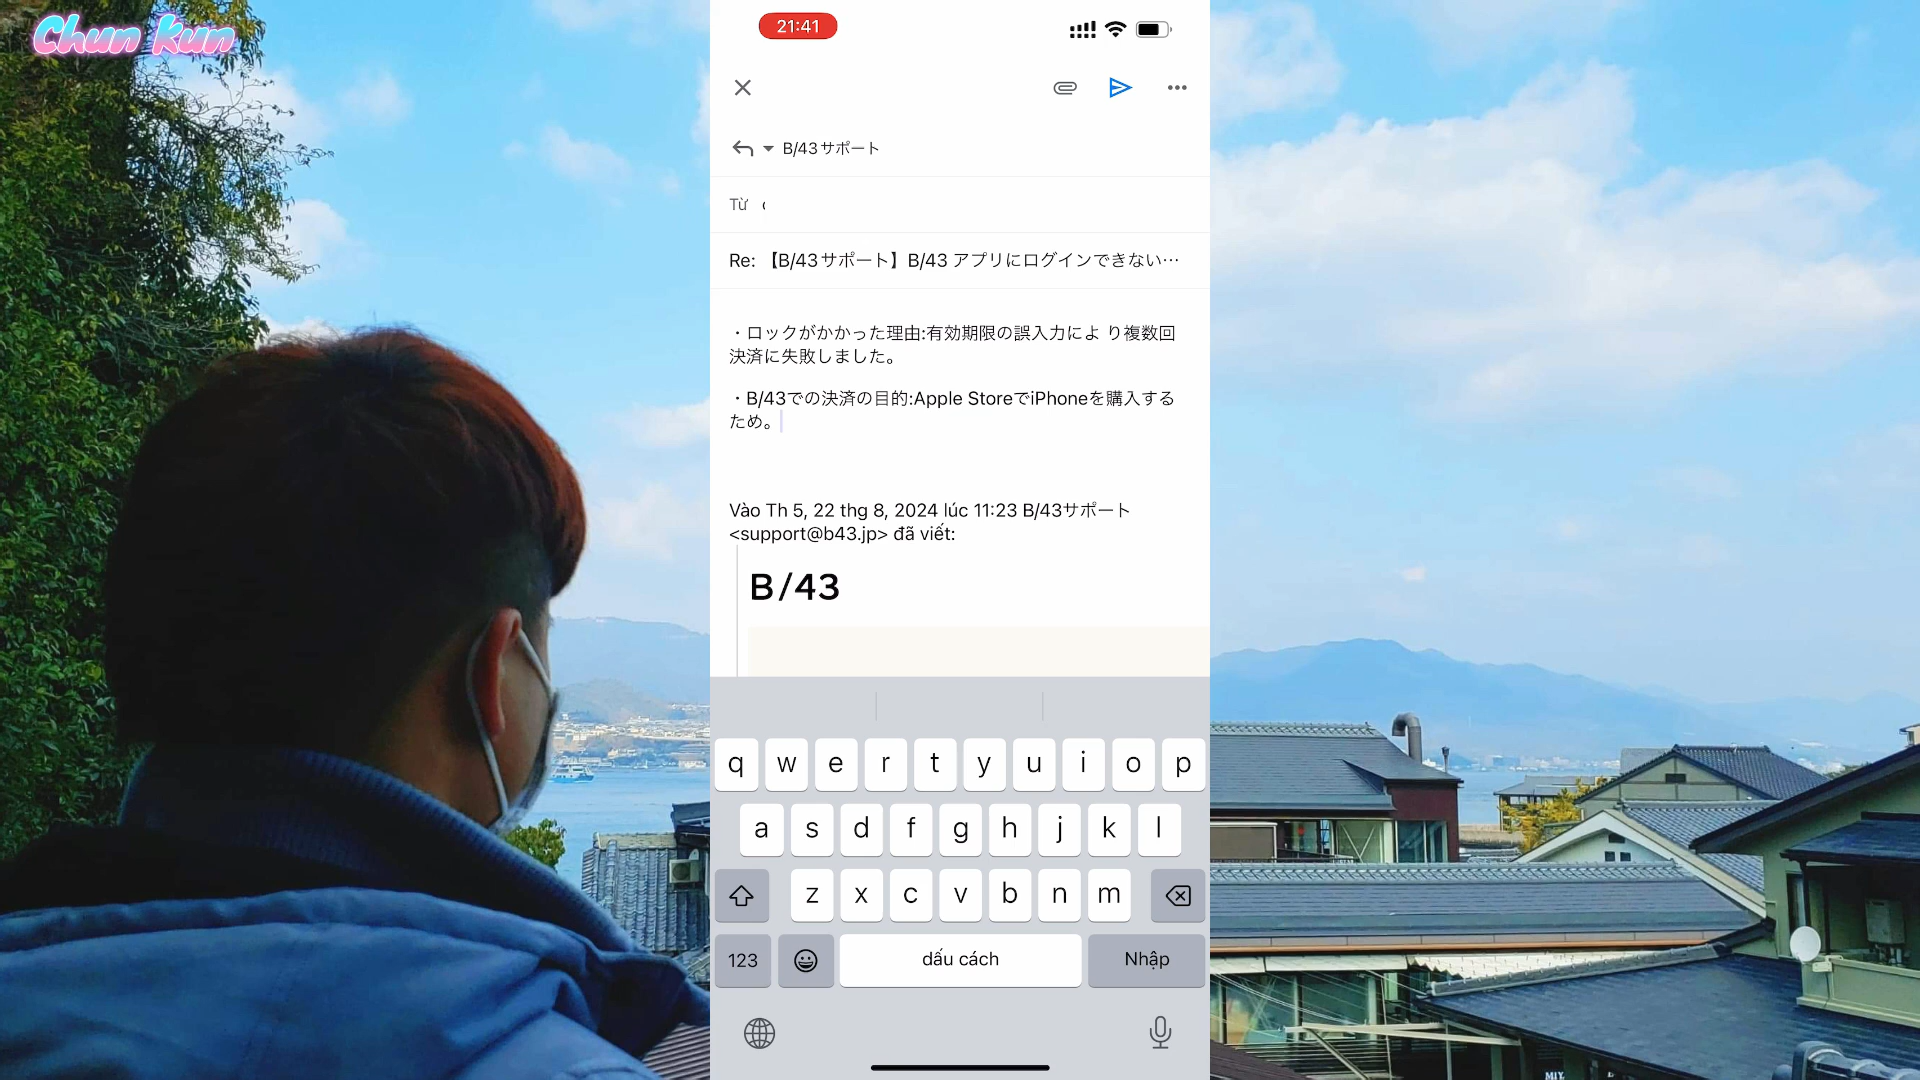 Chun Kun
21:41
B/43サポート
Từ
Re: 【B/43サポート】B/43 アプリにログインできない…
・ロックがかかった理由:有効期限の誤入力によ り複数回
決済に失敗しました。
・B/43での決済の目的:Apple StoreでiPhoneを購入する
ため。
Vào Th 5, 22 thg 8, 2024 lúc 11:23 B/43サポート
<support@b43.jp> đã viết:
B/43
q w e r t y u i o p
a s d f g h j k l
z x c v b n m
123 dấu cách Nhập